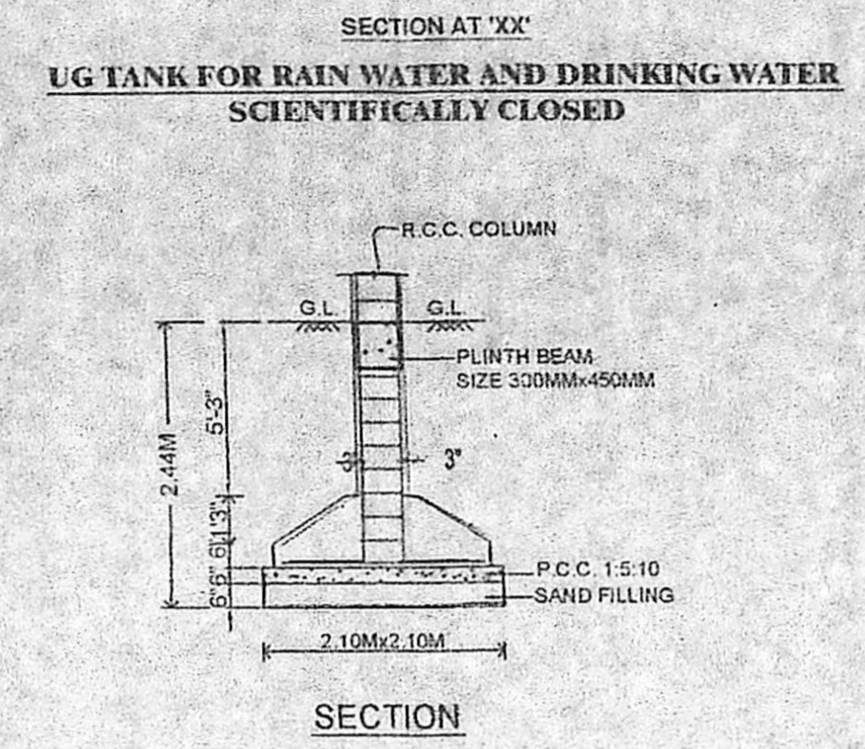 SECTION AT 'XX'
UG TANK FOR RAIN WATER AND DRINKING WATER
SCIENTIFICALLY CLOSED
R.C.C. COLUMN
G.L. G.L.
PLINTH BEAM
SIZE 300MMx450MM
5'-3"
2.44M
3" 3"
1'3"
6"
6"
6"
P.C.C. 1:5:10
SAND FILLING
2.10Mx2.10M
SECTION